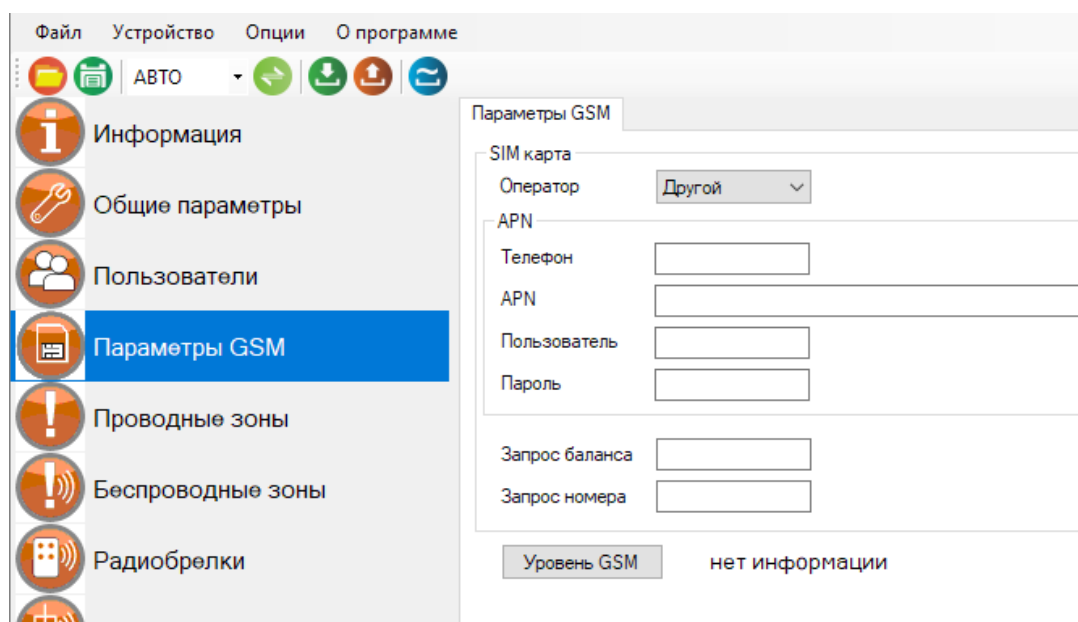 Файл Устройство Опции О программе
АВТО
Информация
Общие параметры
Пользователи
Параметры GSM
Проводные зоны
Беспроводные зоны
Радиобрелки
Параметры GSM
SIM карта
Оператор Другой
APN
Телефон
APN
Пользователь
Пароль
Запрос баланса
Запрос номера
Уровень GSM нет информации